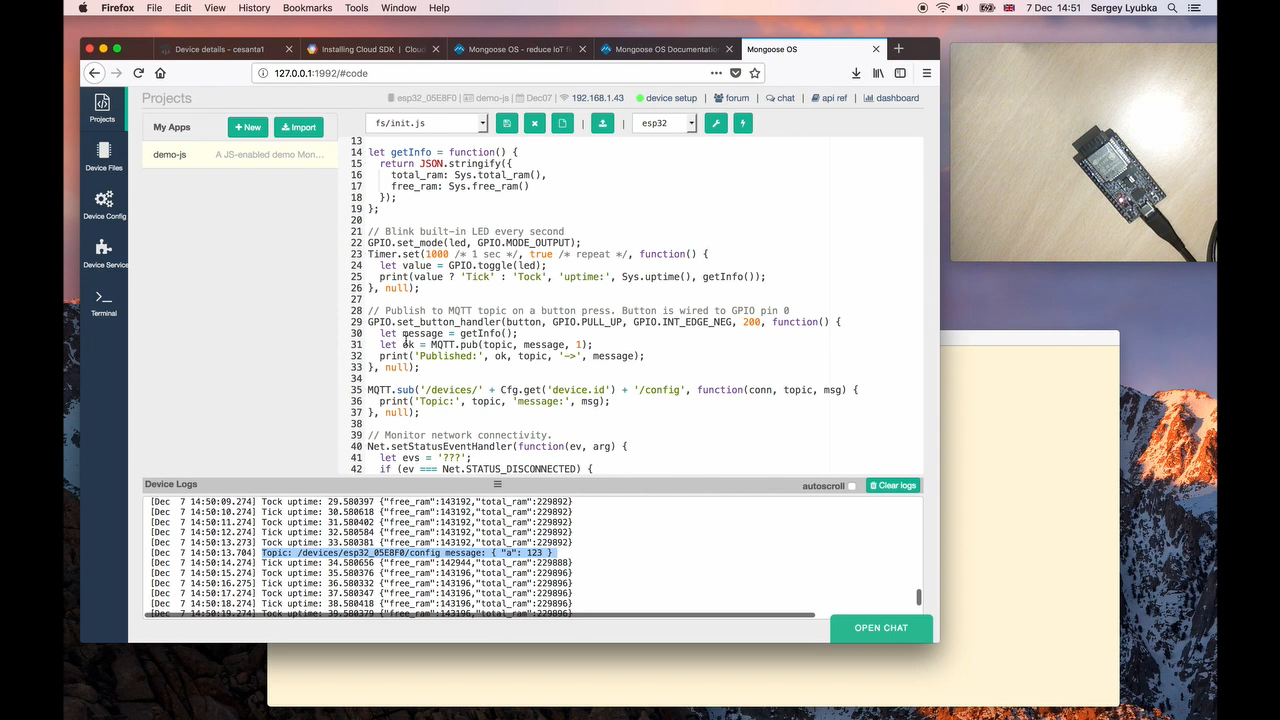 Firefox File Edit View History Bookmarks Tools Window Help 7 Dec 14:51 Sergey Lyubka
Device details - cesanta1 Installing Cloud SDK | Cloud Mongoose OS - reduce IoT fi Mongoose OS Documentatio Mongoose OS
127.0.0.1:1992/#code
Projects esp32_05E8F0/ demo-js Dec07 192.168.1.43 device setup | forum chat api ref dashboard
Projects
Device Files
Device Config
Device Service
Terminal
My Apps + New Import
demo-js A JS-enabled demo Mon...
fs/init.js | | esp32
13
14 let getInfo = function() {
15 return JSON.stringify({
16 total_ram: Sys.total_ram(),
17 free_ram: Sys.free_ram()
18 });
19 };
20
21 // Blink built-in LED every second
22 GPIO.set_mode(led, GPIO.MODE_OUTPUT);
23 Timer.set(1000 /* 1 sec */, true /* repeat */, function() {
24 let value = GPIO.toggle(led);
25 print(value ? 'Tick' : 'Tock', 'uptime:', Sys.uptime(), getInfo());
26 }, null);
27
28 // Publish to MQTT topic on a button press. Button is wired to GPIO pin 0
29 GPIO.set_button_handler(button, GPIO.PULL_UP, GPIO.INT_EDGE_NEG, 200, function() {
30 let message = getInfo();
31 let ok = MQTT.pub(topic, message, 1);
32 print('Published:', ok, topic, '->', message);
33 }, null);
34
35 MQTT.sub('/devices/' + Cfg.get('device.id') + '/config', function(conn, topic, msg) {
36 print('Topic:', topic, 'message:', msg);
37 }, null);
38
39 // Monitor network connectivity.
40 Net.setStatusEventHandler(function(ev, arg) {
41 let evs = '???';
42 if (ev === Net.STATUS_DISCONNECTED) {
Device Logs autoscroll Clear logs
[Dec 7 14:50:09.274] Tock uptime: 29.580397 {"free_ram":143192,"total_ram":229892}
[Dec 7 14:50:10.274] Tick uptime: 30.580618 {"free_ram":143192,"total_ram":229892}
[Dec 7 14:50:11.274] Tock uptime: 31.580402 {"free_ram":143192,"total_ram":229892}
[Dec 7 14:50:12.274] Tick uptime: 32.580584 {"free_ram":143192,"total_ram":229892}
[Dec 7 14:50:13.273] Tock uptime: 33.580381 {"free_ram":143192,"total_ram":229892}
[Dec 7 14:50:13.704] Topic: /devices/esp32_05E8F0/config message: { "a": 123 }
[Dec 7 14:50:14.274] Tick uptime: 34.580656 {"free_ram":142944,"total_ram":229888}
[Dec 7 14:50:15.274] Tock uptime: 35.580376 {"free_ram":143196,"total_ram":229896}
[Dec 7 14:50:16.275] Tick uptime: 36.580332 {"free_ram":143196,"total_ram":229896}
[Dec 7 14:50:17.274] Tock uptime: 37.580347 {"free_ram":143196,"total_ram":229896}
[Dec 7 14:50:18.274] Tick uptime: 38.580418 {"free_ram":143196,"total_ram":229896}
[Dec 7 14:50:19.274] Tock uptime: 39.580379 {"free_ram":143196,"total_ram":229896}
OPEN CHAT